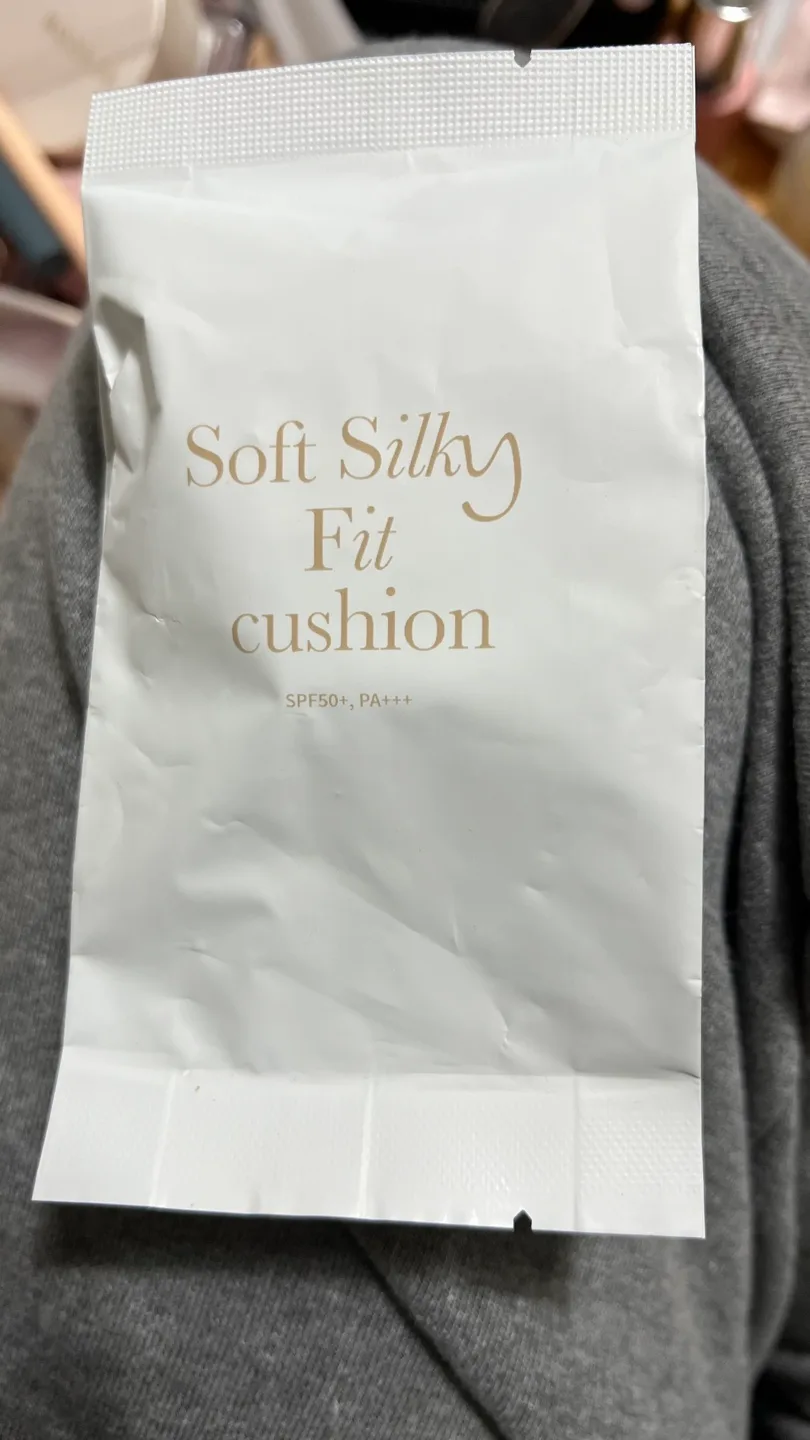 Soft Silky
Fit
cushion
SPF50+, PA+++